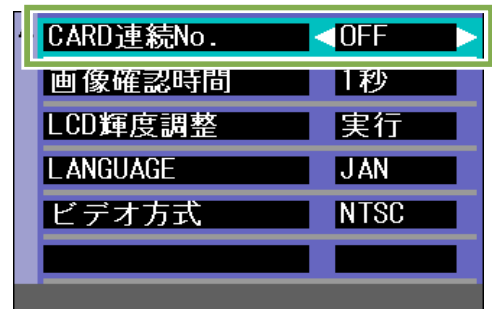 CARD連続No. OFF
画像確認時間 1秒
LCD輝度調整 実行
LANGUAGE JAN
ビデオ方式 NTSC